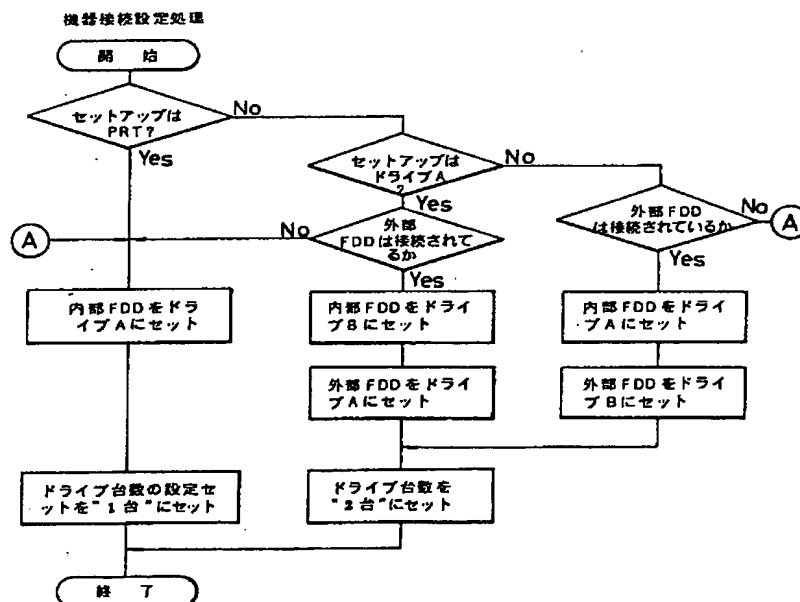 機器接続設定処理
開始
セットアップは
PRT?
No
Yes
セットアップは
ドライブA
?
No
Yes
外部
FDDは接続されて
るか
No
Yes
外部FDD
は接続されているか
No
Yes
A
A
内部FDDをドラ
イブAにセット
内部FDDをドライ
ブBにセット
内部FDDをドライ
ブAにセット
外部FDDをドライ
ブAにセット
外部FDDをドライ
ブBにセット
ドライブ台数の設定セ
ットを"1台"にセット
ドライブ台数を
"2台"にセット
終了